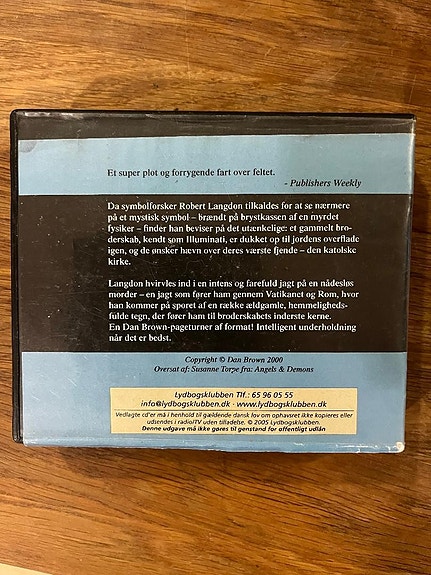 Et super plot og forrygende fart over feltet.
- Publishers Weekly
Da symbolforsker Robert Langdon tilkaldes for at se nærmere
på et mystisk symbol – brændt på brystkassen af en myrdet
fysiker – finder han beviser på det utænkelige: et gammelt bro-
derskab, kendt som Illuminati, er dukket op til jordens overflade
igen, og de ønsker hævn over deres værste fjende – den katolske
kirke.
Langdon hvirvles ind i en intens og farefuld jagt på en nådesløs
morder – en jagt som fører ham gennem Vatikanet og Rom, hvor
han kommer på sporet af en række ældgamle, hemmeligheds-
fulde tegn, der fører ham til broderskabets inderste kerne.
En Dan Brown-pageturner af format! Intelligent underholdning
når det er bedst.
Copyright © Dan Brown 2000
Oversat af: Susanne Torpe fra: Angels & Demons
Lydbogsklubben Tlf.: 65 96 05 55
info@lydbogsklubben.dk - www.lydbogsklubben.dk
Vedlagte cd'er må i henhold til gældende dansk lov om ophavsret ikke kopieres eller
udsendes i radio/TV uden tilladelse. © 2005 Lydbogsklubben.
Denne udgave må ikke gøres til genstand for offentligt udlån